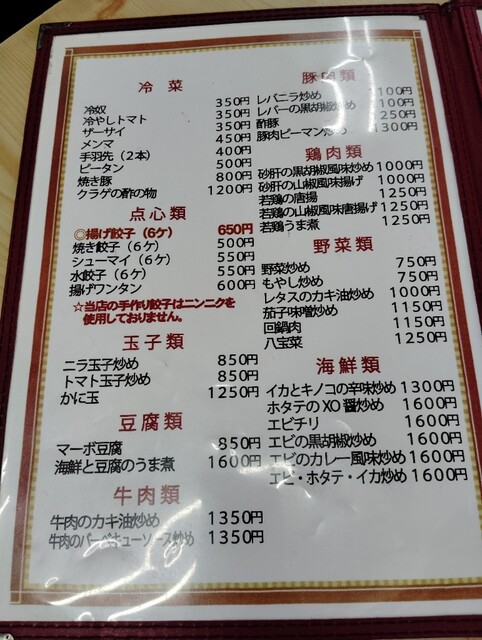 冷 菜
冷奴 350円
冷やしトマト 350円
ザーサイ 350円
メンマ 450円
手羽先（2本） 400円
ピータン 500円
焼き豚 800円
クラゲの酢の物 1200円
点心類
◎揚げ餃子（6ケ） 650円
焼き餃子（6ケ） 500円
シューマイ（6ケ） 550円
水餃子（6ケ） 550円
揚げワンタン 600円
☆当店の手作り餃子はニンニクを
使用しておりません。
玉子類
ニラ玉子炒め 850円
トマト玉子炒め 850円
かに玉 1250円
豆腐類
マーボ豆腐 850円
海鮮と豆腐のうま煮 1600円
牛肉類
牛肉のカキ油炒め 1350円
牛肉のバーベキューソース炒め 1350円
豚肉類
レバニラ炒め 1100円
レバーの黒胡椒炒め 1100円
酢豚 1250円
豚肉ピーマン炒め 1300円
鶏肉類
砂肝の黒胡椒風味炒め 1000円
砂肝の山椒風味揚げ 1000円
若鶏の唐揚 1250円
若鶏の山椒風味唐揚げ 1250円
若鶏うま煮 1250円
野菜類
野菜炒め 750円
もやし炒め 750円
レタスのカキ油炒め 1000円
茄子味噌炒め 1150円
回鍋肉 1150円
八宝菜 1250円
海鮮類
イカとキノコの辛味炒め 1300円
ホタテのXO醤炒め 1600円
エビチリ 1600円
エビの黒胡椒炒め 1600円
エビのカレー風味炒め 1600円
エビ・ホタテ・イカ炒め 1600円